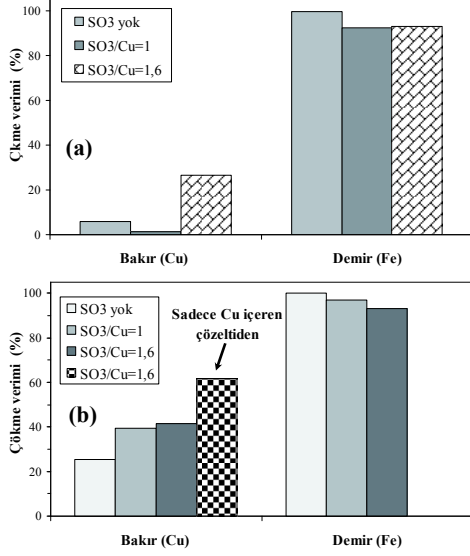 100
80
60
40
20
0
Çkme verimi (%)
SO3 yok
SO3/Cu=1
SO3/Cu=1,6
(a)
Bakır (Cu)
Demir (Fe)
100
80
60
40
20
0
Çökme verimi (%)
SO3 yok
SO3/Cu=1
SO3/Cu=1,6
SO3/Cu=1,6
Sadece Cu içeren
çözeltiden
(b)
Bakır (Cu)
Demir (Fe)